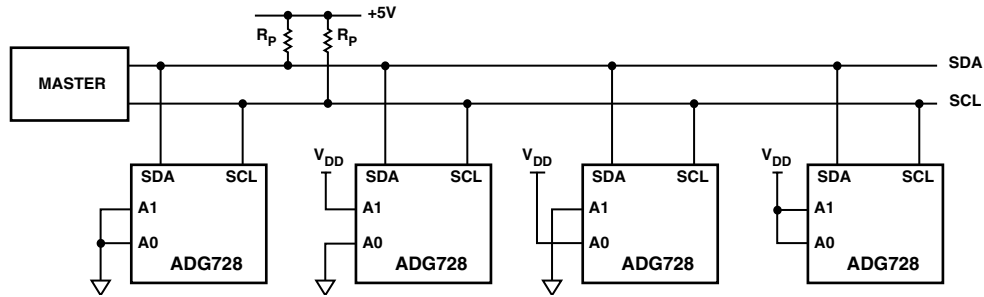 +5V
RP RP
MASTER
SDA
SCL
SDA SCL
A1
A0
ADG728
VDD
SDA SCL
A1
A0
ADG728
VDD
SDA SCL
A1
A0
ADG728
VDD
SDA SCL
A1
A0
ADG728